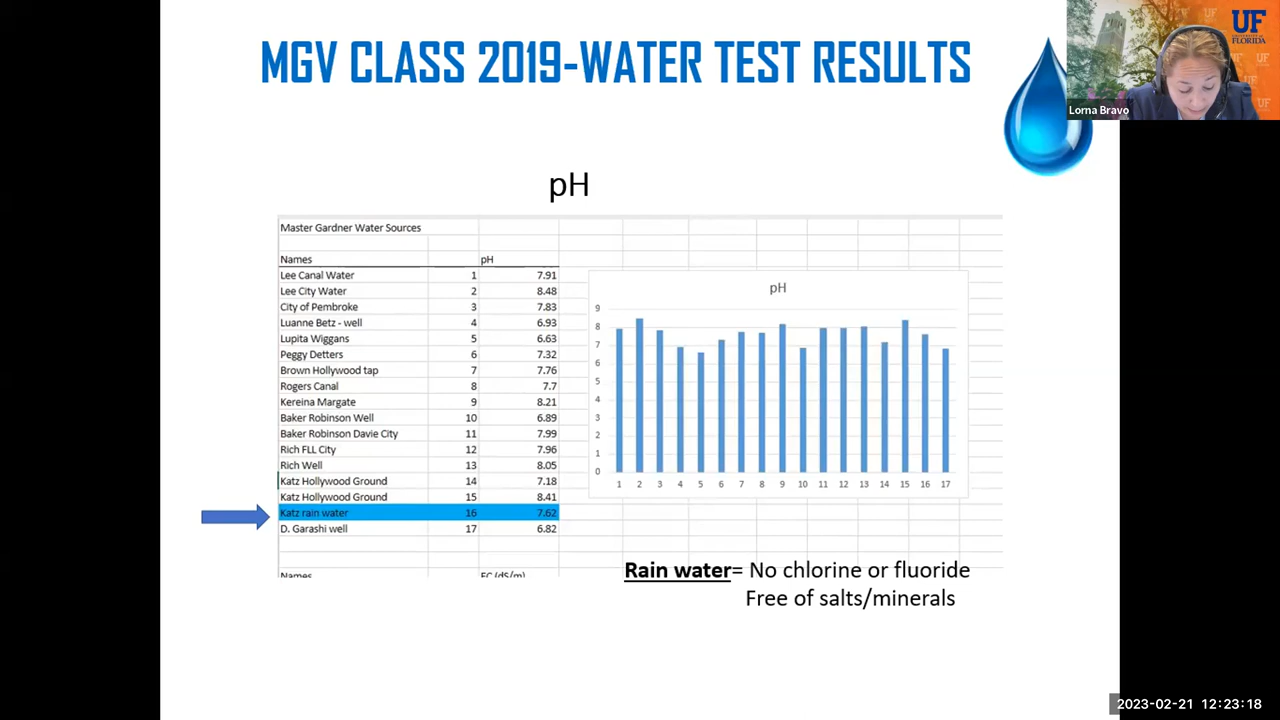 MGV CLASS 2019-WATER TEST RESULTS
UF
UNIVERSITY of
FLORIDA
Lorna Bravo
pH
Master Gardner Water Sources
Names pH
Lee Canal Water 1 7.91
Lee City Water 2 8.48
City of Pembroke 3 7.83
Luanne Betz - well 4 6.93
Lupita Wiggans 5 6.63
Peggy Detters 6 7.32
Brown Hollywood tap 7 7.76
Rogers Canal 8 7.7
Kereina Margate 9 8.21
Baker Robinson Well 10 6.89
Baker Robinson Davie City 11 7.99
Rich FLL City 12 7.96
Rich Well 13 8.05
Katz Hollywood Ground 14 7.18
Katz Hollywood Ground 15 8.41
Katz rain water 16 7.62
D. Garashi well 17 6.82
Names EC (dS/m)
pH
9
8
7
6
5
4
3
2
1
0
1 2 3 4 5 6 7 8 9 10 11 12 13 14 15 16 17
Rain water= No chlorine or fluoride
Free of salts/minerals
2023-02-21 12:23:18